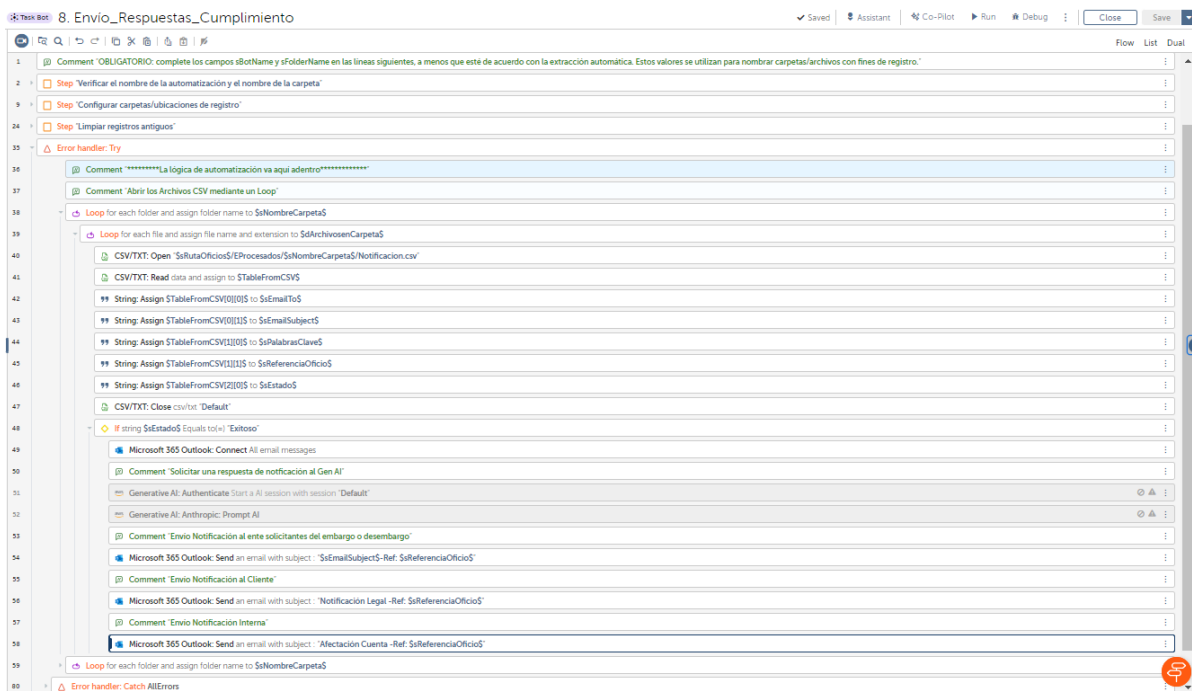 Task Bot 8. Envío_Respuestas_Cumplimiento Saved Assistant Co-Pilot Run Debug Close Save
Flow List Dual
1 Comment "OBLIGATORIO: complete los campos sBotName y sFolderName en las líneas siguientes, a menos que esté de acuerdo con la extracción automática. Estos valores se utilizan para nombrar carpetas/archivos con fines de registro."
2 Step "Verificar el nombre de la automatización y el nombre de la carpeta"
9 Step "Configurar carpetas/ubicaciones de registro"
24 Step "Limpiar registros antiguos"
35 Error handler: Try
36 Comment "*********La lógica de automatización va aquí adentro*************"
37 Comment "Abrir los Archivos CSV mediante un Loop"
38 Loop for each folder and assign folder name to $sNombreCarpeta$
39 Loop for each file and assign file name and extension to $dArchivosenCarpeta$
40 CSV/TXT: Open "$sRutaOficios$/EProcesados/$sNombreCarpeta$/Notificacion.csv"
41 CSV/TXT: Read data and assign to $TableFromCSV$
42 String: Assign $TableFromCSV[0][0]$ to $sEmailTo$
43 String: Assign $TableFromCSV[0][1]$ to $sEmailSubject$
44 String: Assign $TableFromCSV[1][0]$ to $sPalabrasClave$
45 String: Assign $TableFromCSV[1][1]$ to $sReferenciaOficio$
46 String: Assign $TableFromCSV[2][0]$ to $sEstado$
47 CSV/TXT: Close csv/txt "Default"
48 If string $sEstado$ Equals to(=) "Exitoso"
49 Microsoft 365 Outlook: Connect All email messages
50 Comment "Solicitar una respuesta de notficación al Gen AI"
51 Generative AI: Authenticate Start a AI session with session "Default"
52 Generative AI: Anthropic: Prompt AI
53 Comment "Envio Notificación al ente solicitantes del embargo o desembargo"
54 Microsoft 365 Outlook: Send an email with subject : "$sEmailSubject$-Ref: $sReferenciaOficio$"
55 Comment "Envio Notificación al Cliente"
56 Microsoft 365 Outlook: Send an email with subject : "Notificación Legal -Ref: $sReferenciaOficio$"
57 Comment "Envio Notificación Interna"
58 Microsoft 365 Outlook: Send an email with subject : "Afectación Cuenta -Ref: $sReferenciaOficio$"
59 Loop for each folder and assign folder name to $sNombreCarpeta$
80 Error handler: Catch AllErrors